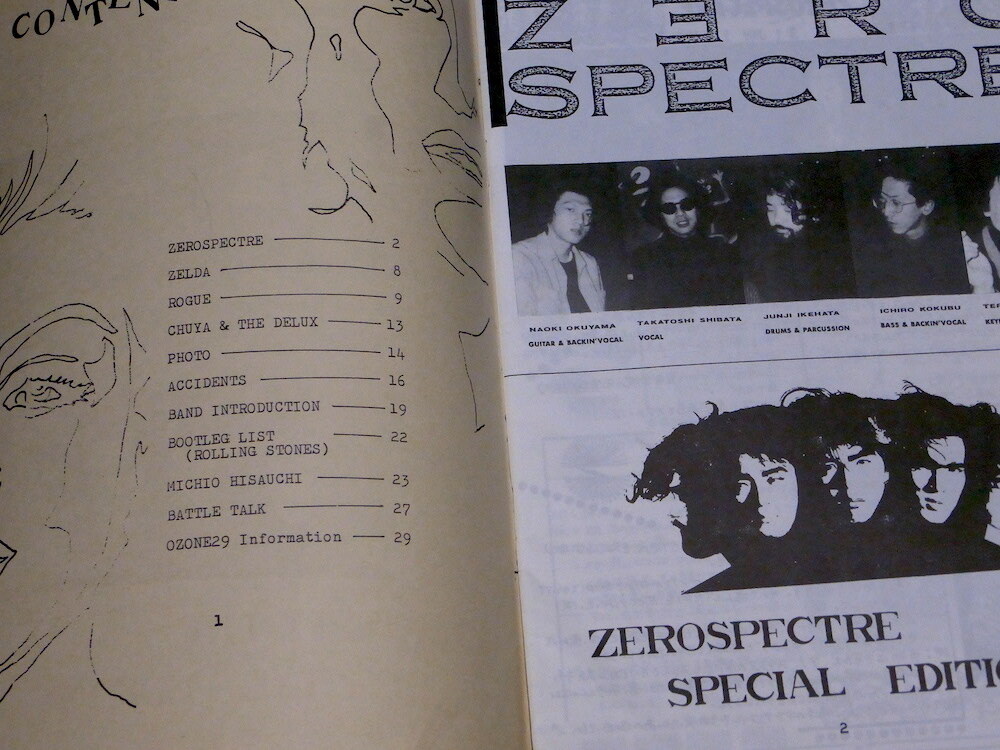 CONTEN
ZEROSPECTRE 2
ZELDA 8
ROGUE 9
CHUYA & THE DELUX 13
PHOTO 14
ACCIDENTS 16
BAND INTRODUCTION 19
BOOTLEG LIST 22
(ROLLING STONES)
MICHIO HISAUCHI 23
BATTLE TALK 27
OZONE29 Information 29
1
ZERO
SPECTRE
NAOKI OKUYAMA
GUITAR & BACKIN'VOCAL
TAKATOSHI SHIBATA
VOCAL
JUNJI IKEHATA
DRUMS & PERCUSSION
ICHIRO KOKUBU
BASS & BACKIN'VOCAL
ZEROSPECTRE
SPECIAL EDITIO
2